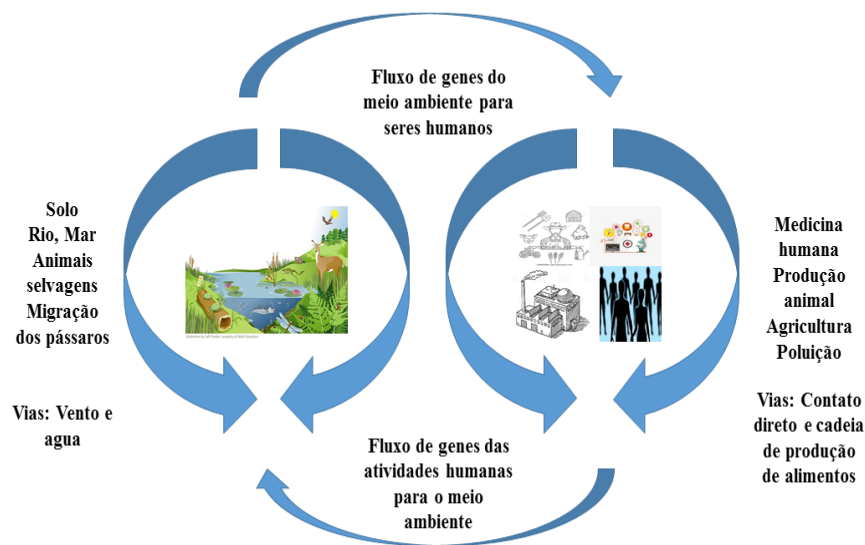 Fluxo de genes do
meio ambiente para
seres humanos
Solo
Rio, Mar
Animais
selvagens
Migração
dos pássaros
Vias: Vento e
agua
Medicina
humana
Produção
animal
Agricultura
Poluição
Vias: Contato
direto e cadeia
de produção
de alimentos
Fluxo de genes das
atividades humanas
para o meio
ambiente